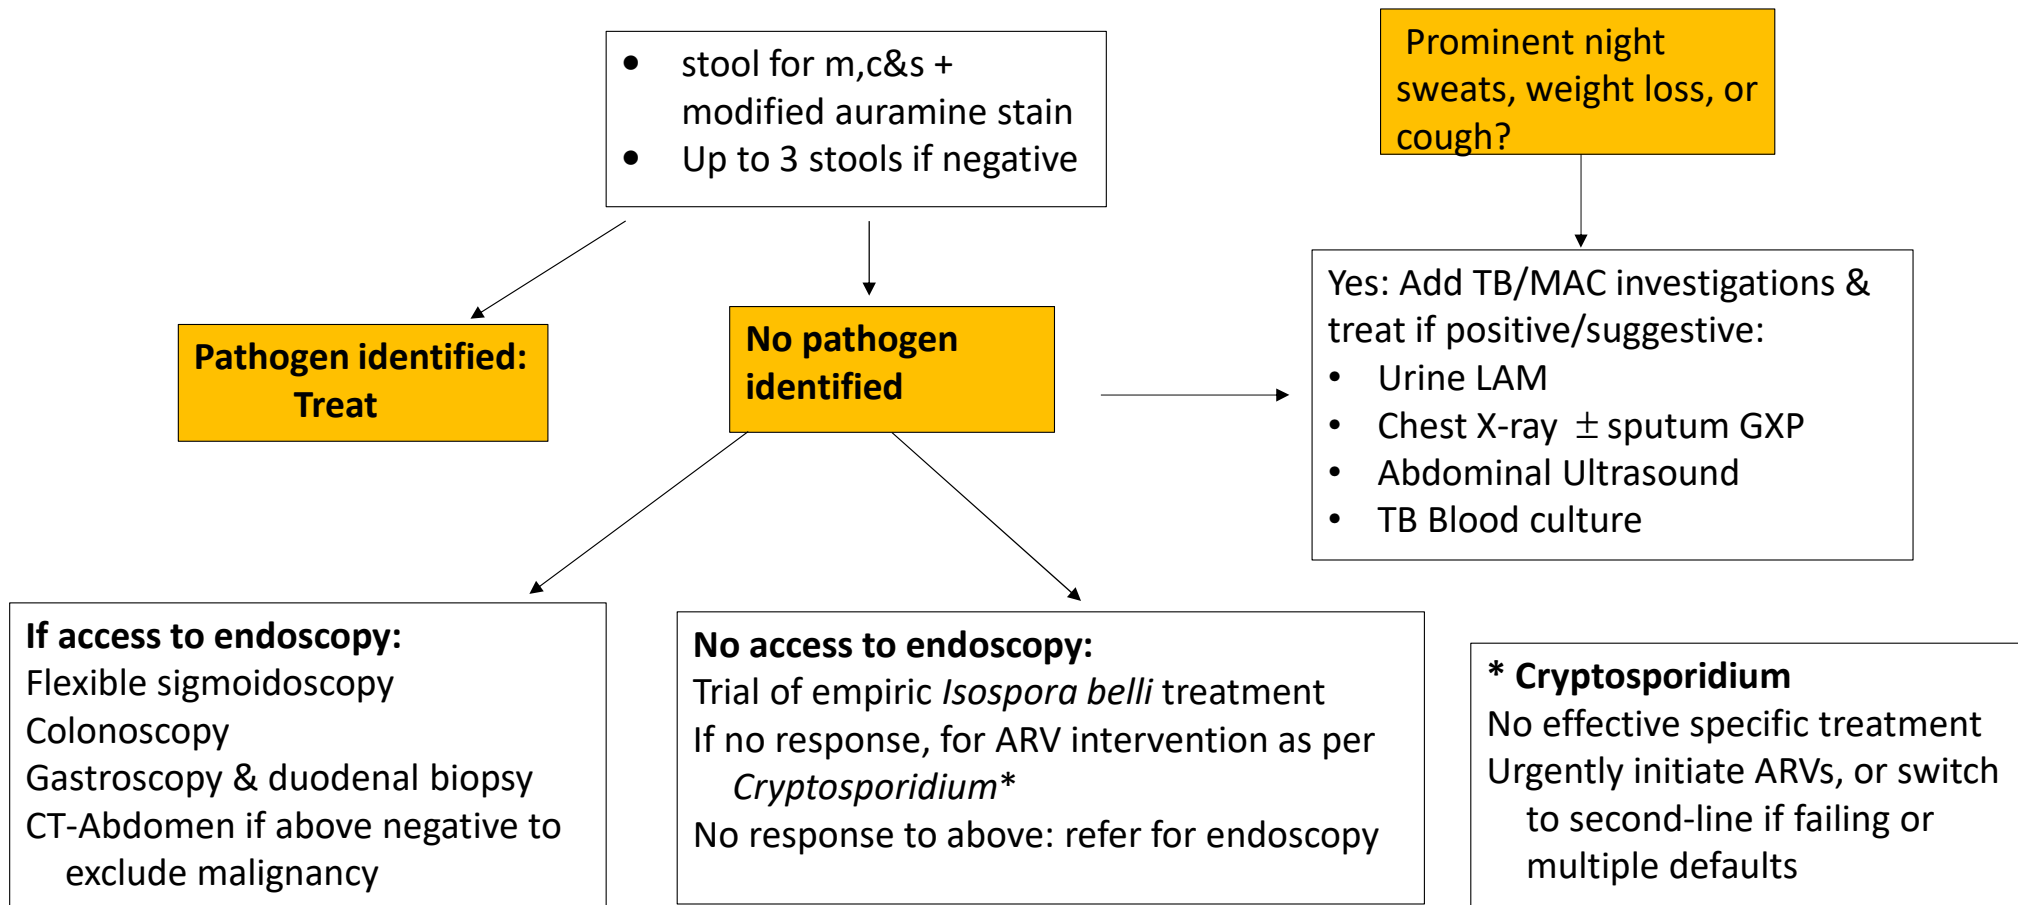 • stool for m,c&s +
modified auramine stain
• Up to 3 stools if negative
Prominent night
sweats, weight loss, or
cough?
Pathogen identified:
Treat
No pathogen
identified
Yes: Add TB/MAC investigations &
treat if positive/suggestive:
• Urine LAM
• Chest X-ray ± sputum GXP
• Abdominal Ultrasound
• TB Blood culture
If access to endoscopy:
Flexible sigmoidoscopy
Colonoscopy
Gastroscopy & duodenal biopsy
CT-Abdomen if above negative to
exclude malignancy
No access to endoscopy:
Trial of empiric Isospora belli treatment
If no response, for ARV intervention as per
Cryptosporidium*
No response to above: refer for endoscopy
* Cryptosporidium
No effective specific treatment
Urgently initiate ARVs, or switch
to second-line if failing or
multiple defaults